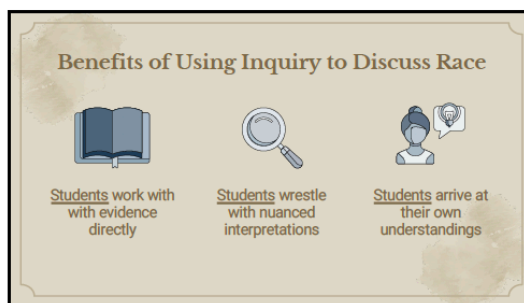 Benefits of Using Inquiry to Discuss Race
Students work with
with evidence
directly
Students wrestle
with nuanced
interpretations
Students arrive at
their own
understandings